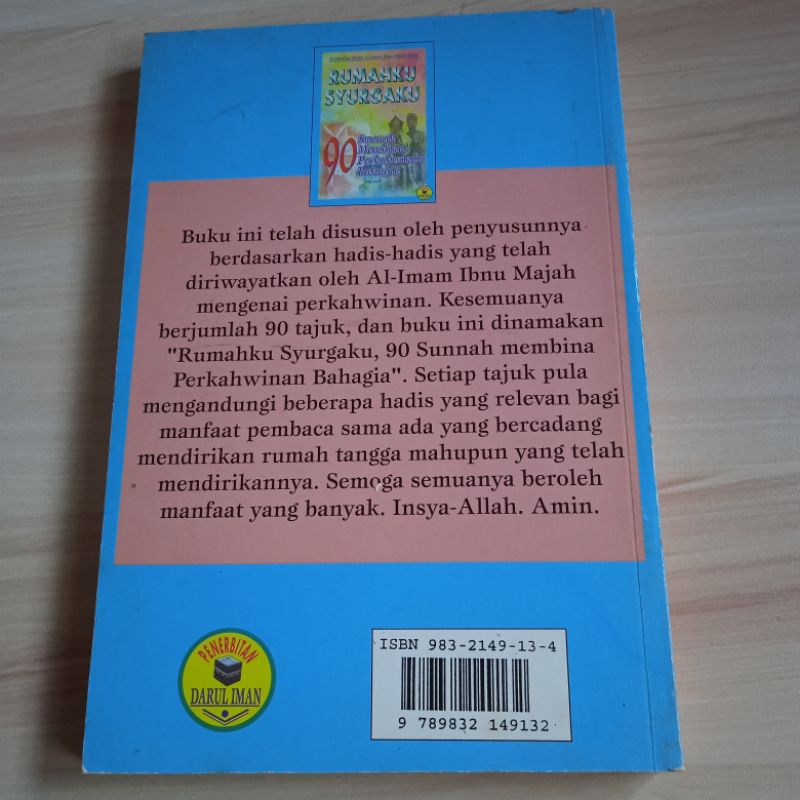 RUMAHKU
SYURGAKU
90
Sunnah
Membina
Perkahwinan
Bahagia
Buku ini telah disusun oleh penyusunnya
berdasarkan hadis-hadis yang telah
diriwayatkan oleh Al-Imam Ibnu Majah
mengenai perkahwinan. Kesemuanya
berjumlah 90 tajuk, dan buku ini dinamakan
"Rumahku Syurgaku, 90 Sunnah membina
Perkahwinan Bahagia". Setiap tajuk pula
mengandungi beberapa hadis yang relevan bagi
manfaat pembaca sama ada yang bercadang
mendirikan rumah tangga mahupun yang telah
mendirikannya. Semoga semuanya beroleh
manfaat yang banyak. Insya-Allah. Amin.
PENERBITAN
DARUL IMAN
ISBN 983-2149-13-4
9 789832 149132